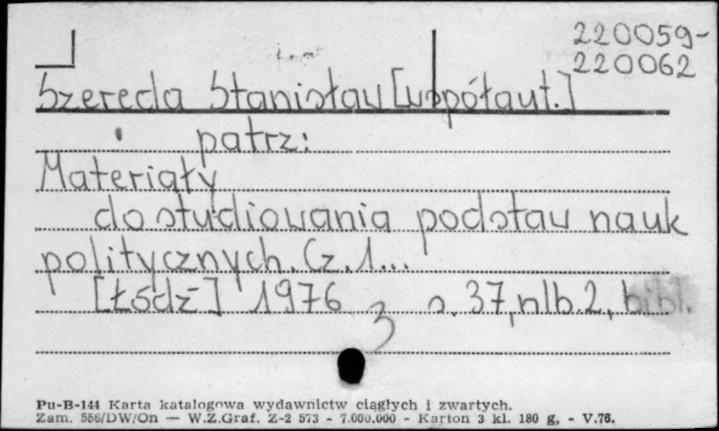 220059-
220062
Szereda Stanisław [współaut.]
patrz:
Materiały
do studiowania podstaw nauk
politycznych. Cz. 1...
[Łódź] 1976 s. 37, nlb. 2, bibl.
3
Pu-B-144 Karta katalogowa wydawnictw ciągłych i zwartych.
Zam. 556/DW/On — W.Z.Graf. Z-2 573 - 7.000.000 - Karton 3 kl. 180 g, - V.76.